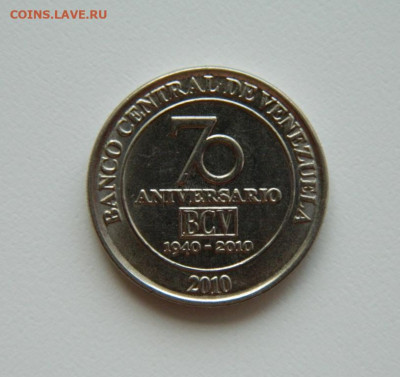 COINS.LAVE.RU
BANCO CENTRAL DE VENEZUELA
70
ANIVERSARIO
BCV
1940-2010
2010